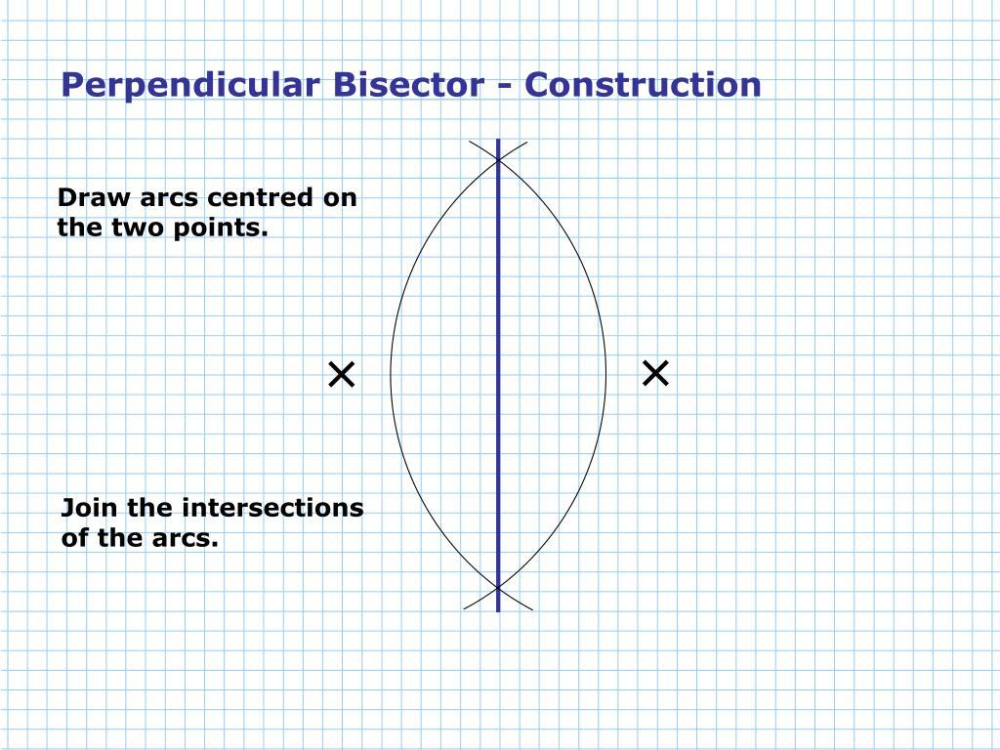 Perpendicular Bisector - Construction
Draw arcs centred on
the two points.
Join the intersections
of the arcs.